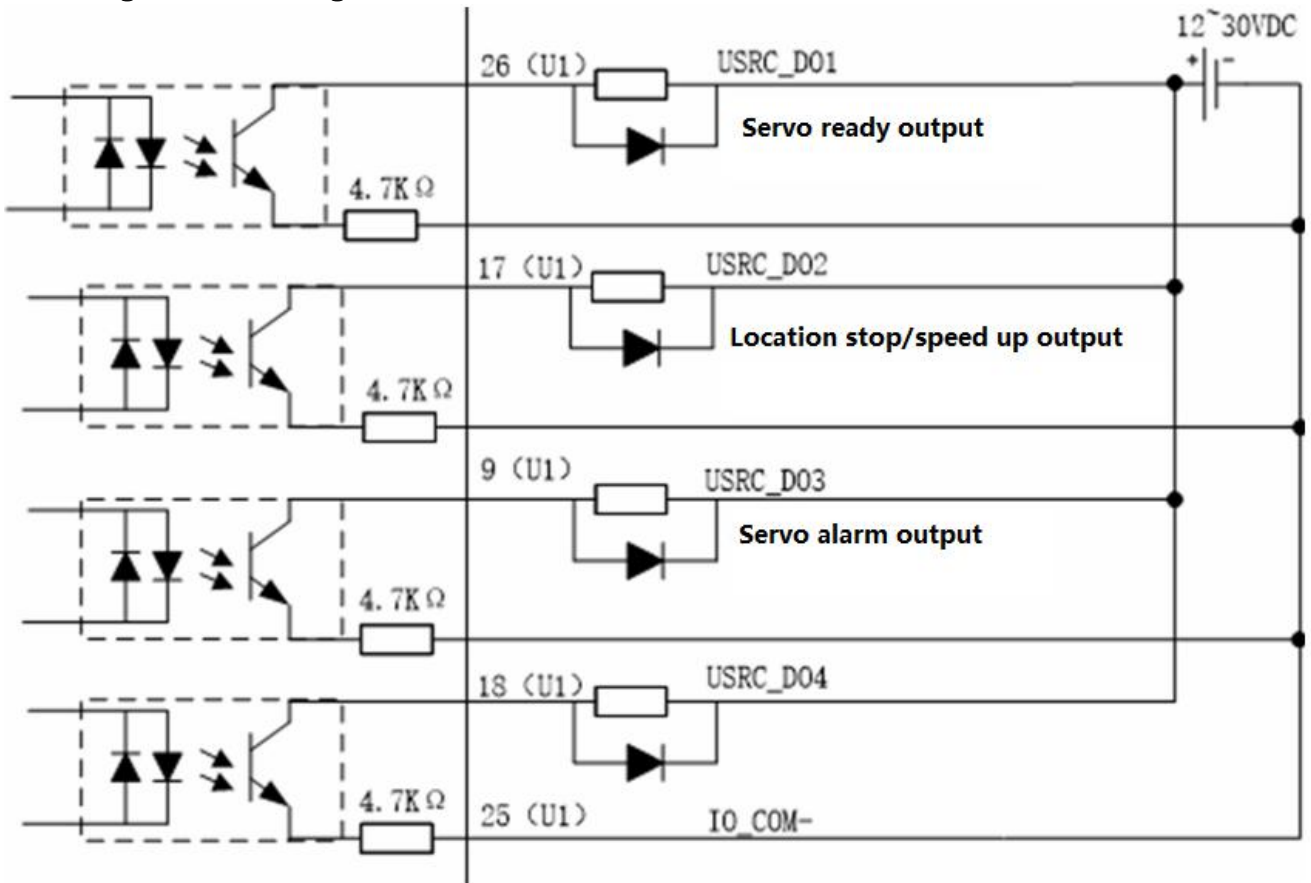 12~30VDC
+ -
26 (U1) USRC_DO1
Servo ready output
4.7KΩ
17 (U1) USRC_DO2
Location stop/speed up output
4.7KΩ
9 (U1) USRC_DO3
Servo alarm output
4.7KΩ
18 (U1) USRC_DO4
4.7KΩ 25 (U1) IO_COM-